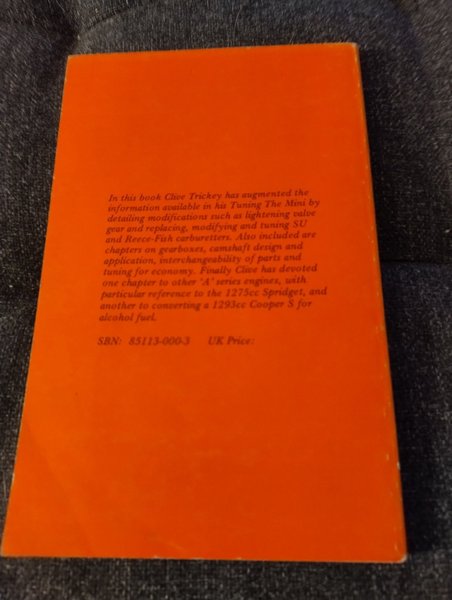 In this book Clive Trickey has augmented the
information available in his Tuning The Mini by
detailing modifications such as lightening valve
gear and replacing, modifying and tuning SU
and Reece-Fish carburetters. Also included are
chapters on gearboxes, camshaft design and
application, interchangeability of parts and
tuning for economy. Finally Clive has devoted
one chapter to other 'A' series engines, with
particular reference to the 1275cc Spridget, and
another to converting a 1293cc Cooper S for
alcohol fuel.
SBN: 85113-000-3 UK Price: